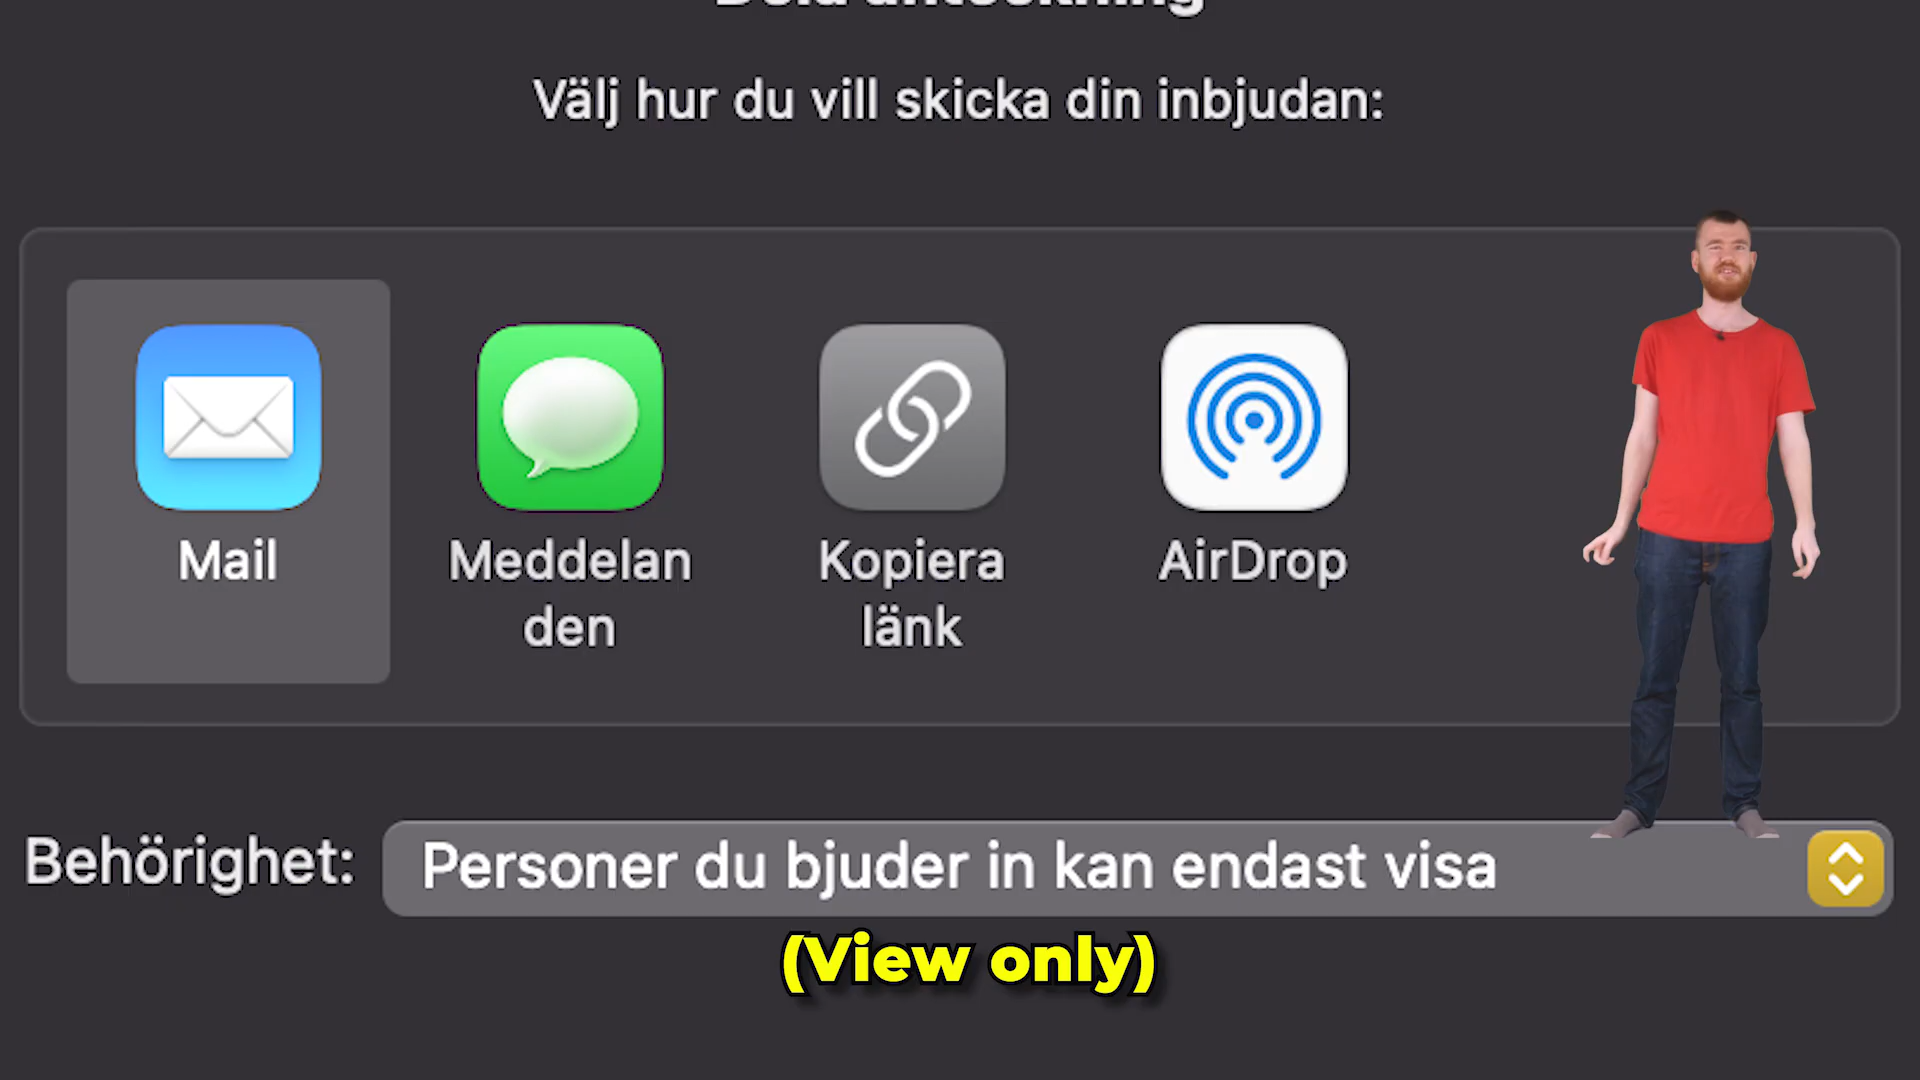 Välj hur du vill skicka din inbjudan:
Mail
Meddelan
den
Kopiera
länk
AirDrop
Behörighet: Personer du bjuder in kan endast visa
(View only)